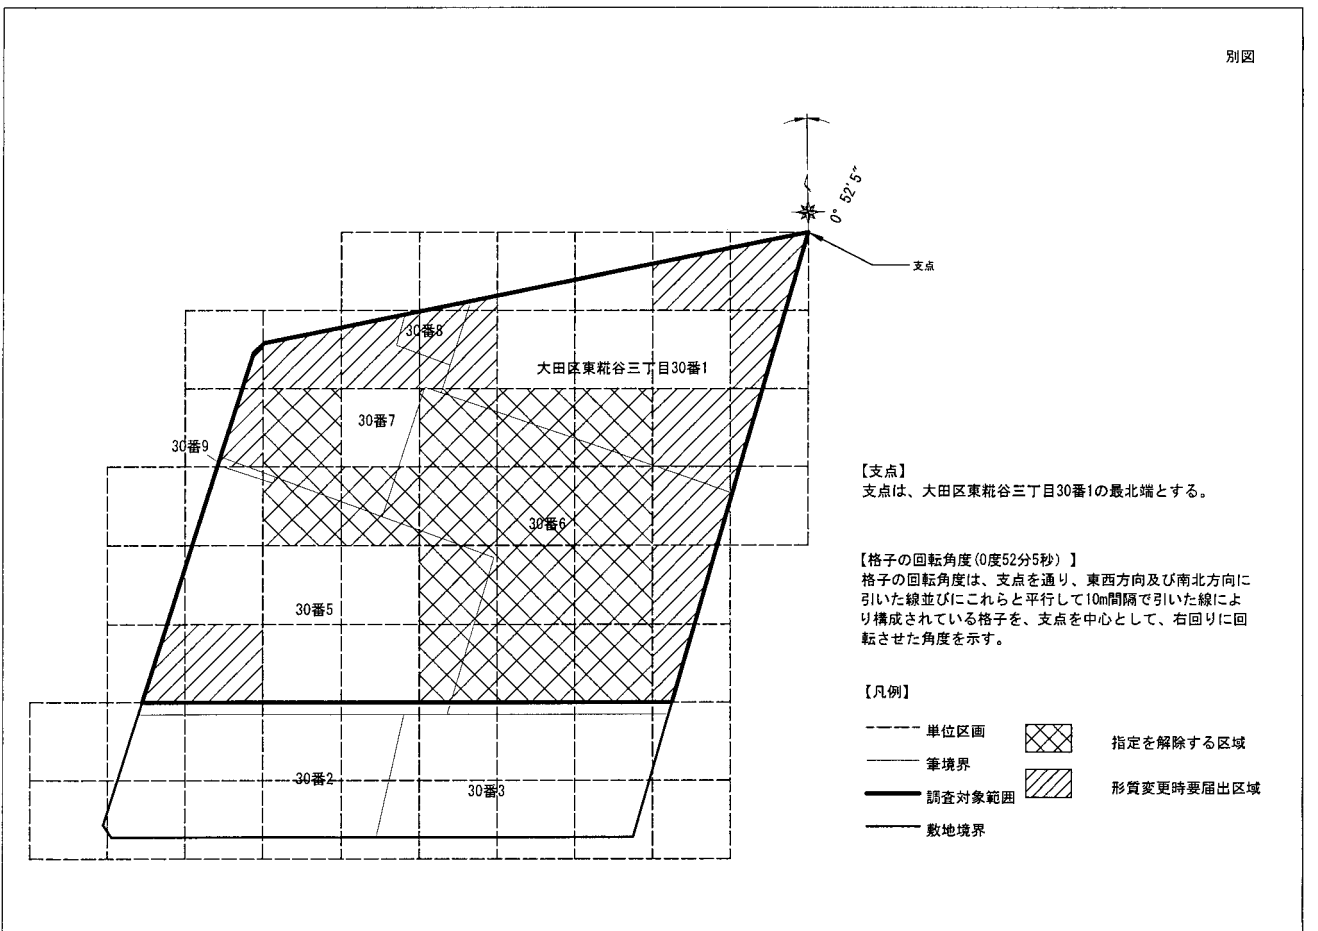 別図
0° 52′ 5″
支点
30番8
大田区東糀谷三丁目30番1
30番7
30番9
30番6
30番5
30番2
30番3
【支点】
支点は、大田区東糀谷三丁目30番1の最北端とする。
【格子の回転角度(0度52分5秒)】
格子の回転角度は、支点を通り、東西方向及び南北方向に
引いた線並びにこれらと平行して10m間隔で引いた線によ
り構成されている格子を、支点を中心として、右回りに回
転させた角度を示す。
【凡例】
単位区画
筆境界
調査対象範囲
敷地境界
指定を解除する区域
形質変更時要届出区域